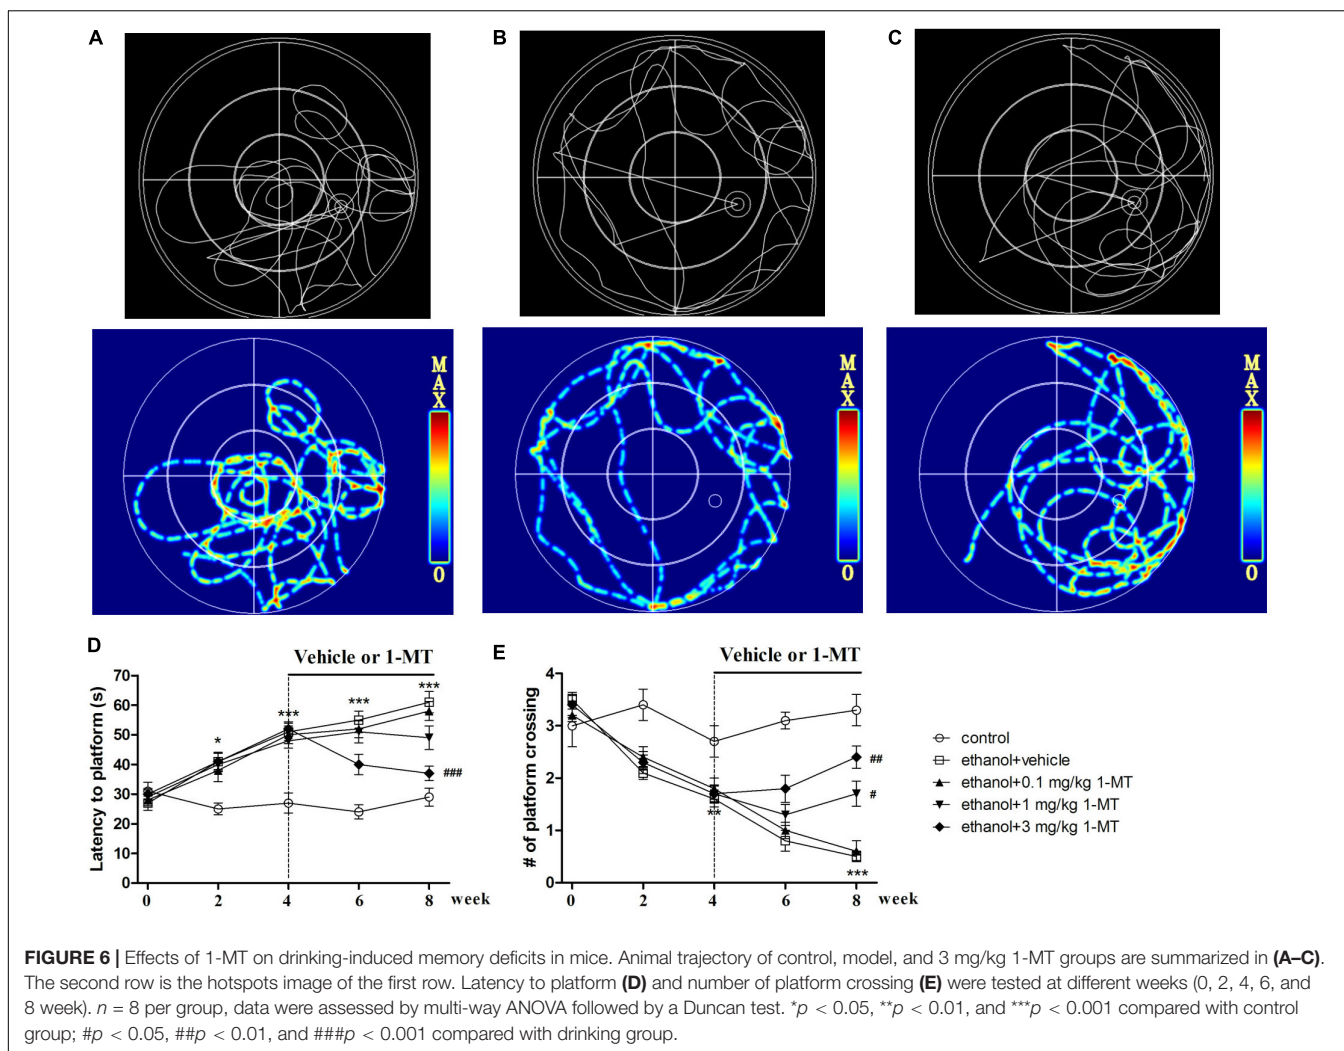 A
B
C
MAX
0
MAX
0
MAX
0
D
Vehicle or 1-MT
Latency to platform (s)
70
60
50
40
30
20
10
0
*
***
***
***
###
0 2 4 6 8 week
E
Vehicle or 1-MT
# of platform crossing
4
3
2
1
0
**
##
#
***
0 2 4 6 8 week
control
ethanol+vehicle
ethanol+0.1 mg/kg 1-MT
ethanol+1 mg/kg 1-MT
ethanol+3 mg/kg 1-MT
FIGURE 6 | Effects of 1-MT on drinking-induced memory deficits in mice. Animal trajectory of control, model, and 3 mg/kg 1-MT groups are summarized in (A–C).
The second row is the hotspots image of the first row. Latency to platform (D) and number of platform crossing (E) were tested at different weeks (0, 2, 4, 6, and
8 week). n = 8 per group, data were assessed by multi-way ANOVA followed by a Duncan test. *p < 0.05, **p < 0.01, and ***p < 0.001 compared with control
group; #p < 0.05, ##p < 0.01, and ###p < 0.001 compared with drinking group.